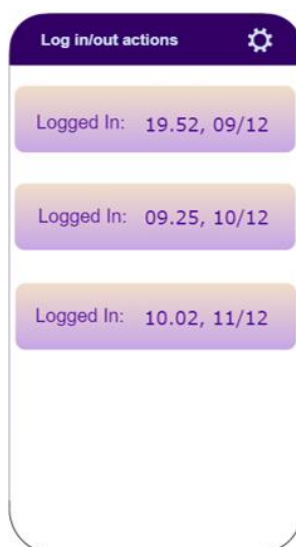 Log in/out actions
Logged In: 19.52, 09/12
Logged In: 09.25, 10/12
Logged In: 10.02, 11/12